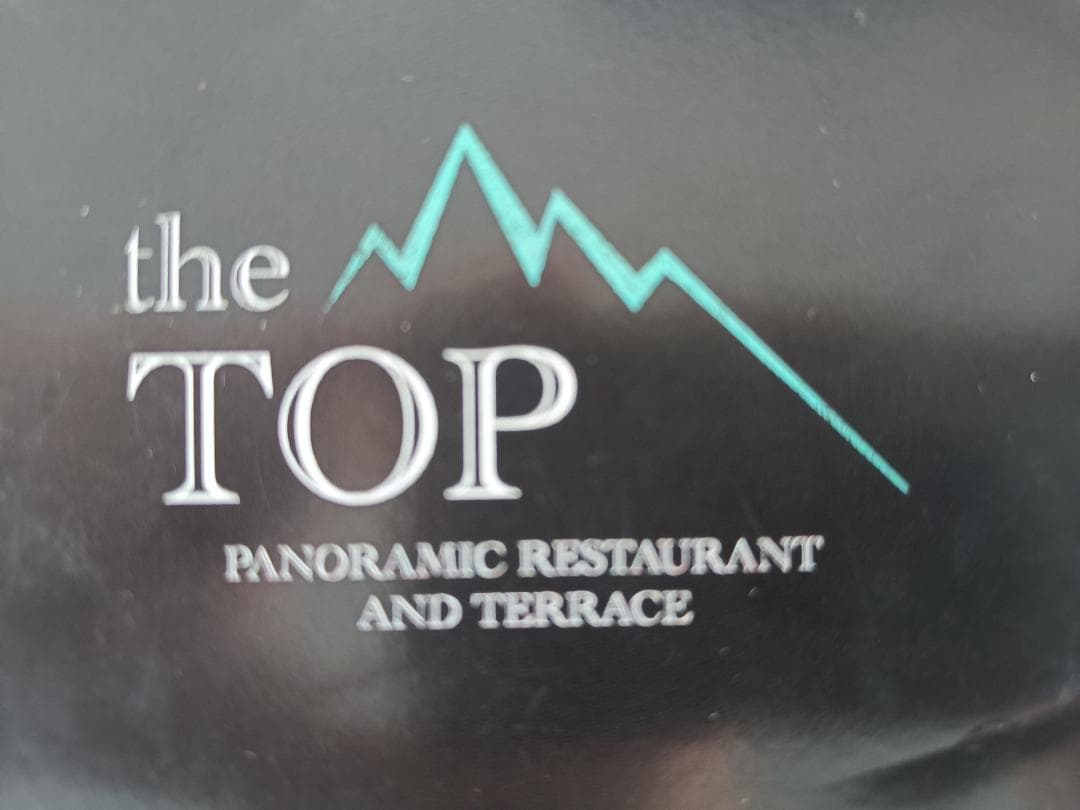 the
TOP
PANORAMIC RESTAURANT
AND TERRACE